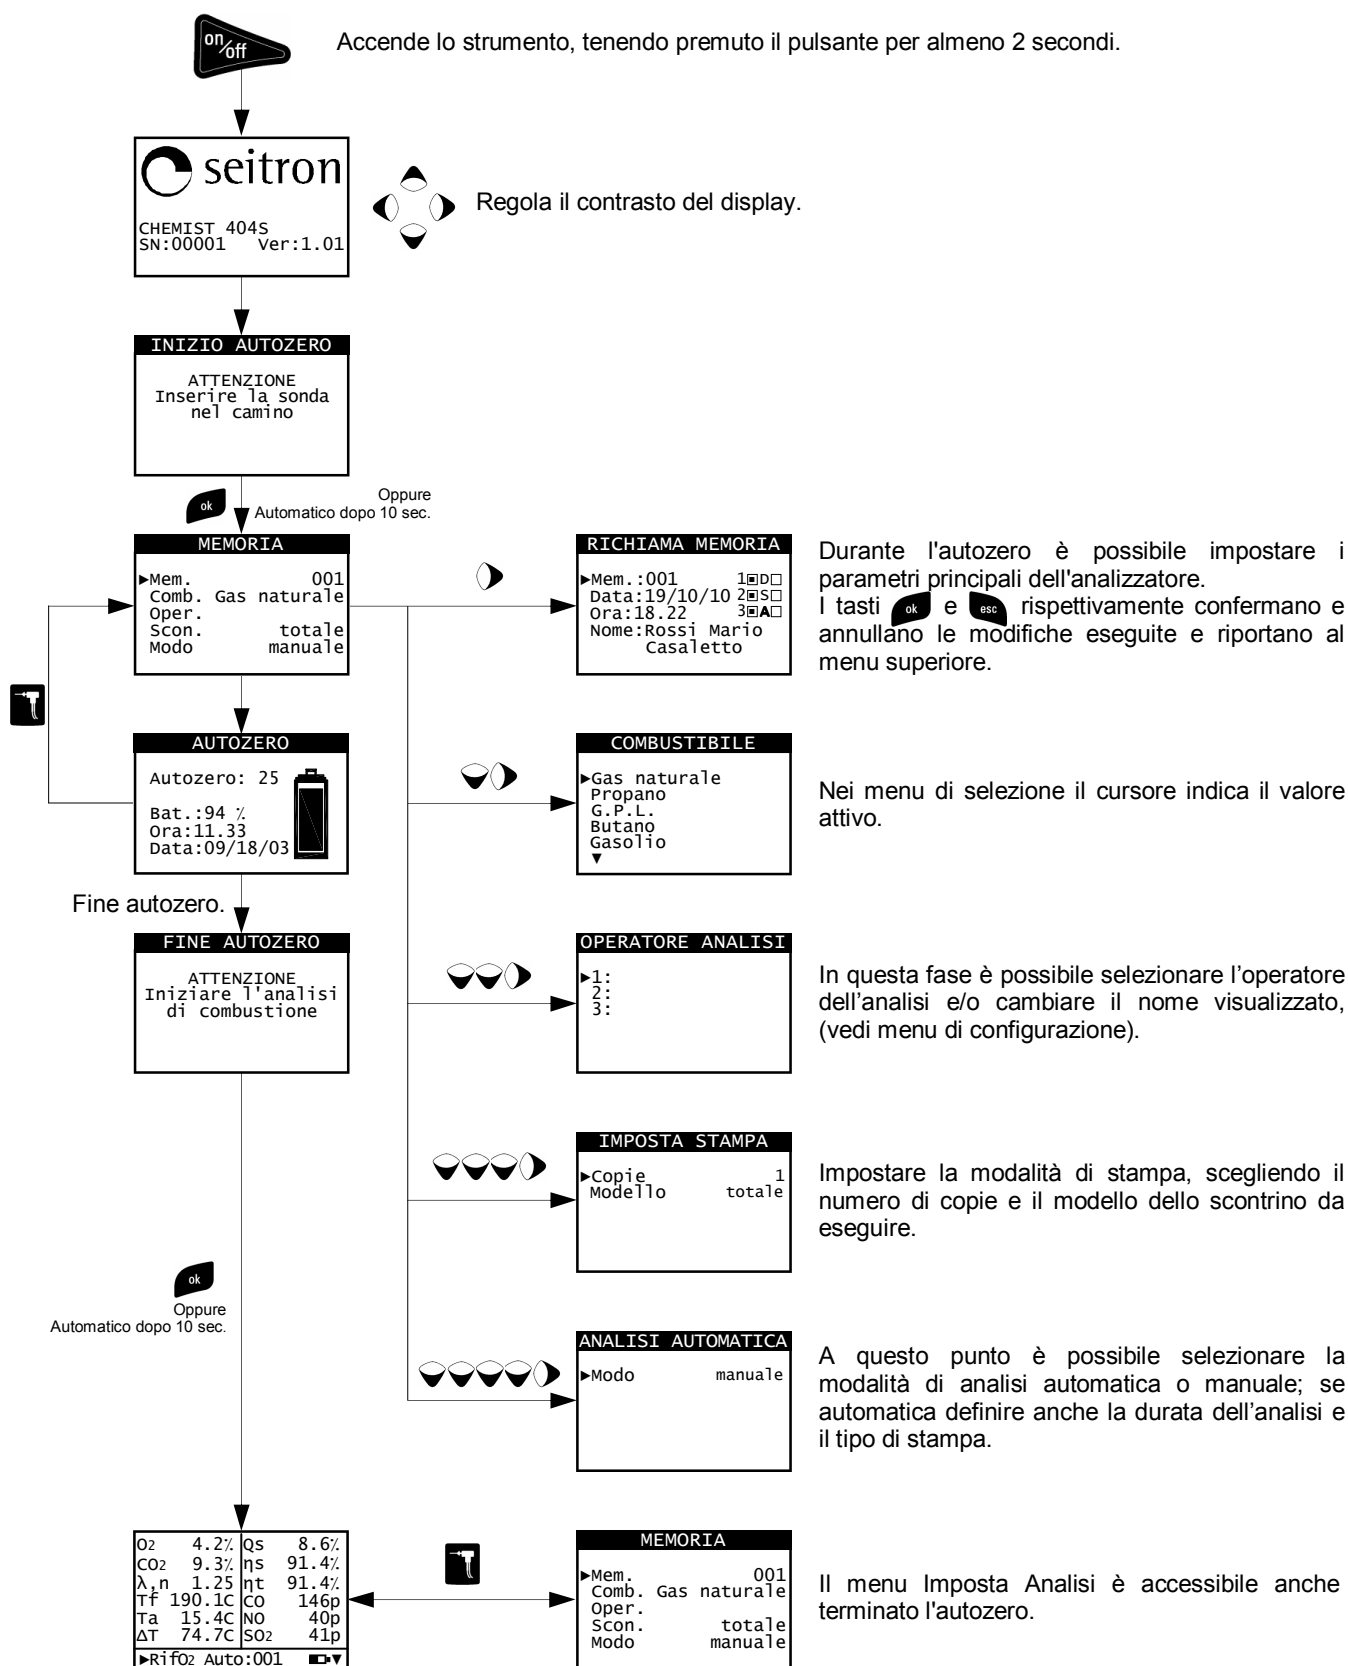 on/off
Accende lo strumento, tenendo premuto il pulsante per almeno 2 secondi.
seitron
CHEMIST 404S
SN:00001 Ver:1.01
Regola il contrasto del display.
INIZIO AUTOZERO
ATTENZIONE
Inserire la sonda
nel camino
ok
Oppure
Automatico dopo 10 sec.
MEMORIA
►Mem. 001
Comb. Gas naturale
Oper.
Scon. totale
Modo manuale
RICHIAMA MEMORIA
►Mem.:001 1▣D□
Data:19/10/10 2▣S□
Ora:18.22 3▣A□
Nome:Rossi Mario
Casaletto
Durante l'autozero è possibile impostare i
parametri principali dell'analizzatore.
I tasti ok e esc rispettivamente confermano e
annullano le modifiche eseguite e riportano al
menu superiore.
AUTOZERO
Autozero: 25
Bat.:94 %
Ora:11.33
Data:09/18/03
COMBUSTIBILE
►Gas naturale
Propano
G.P.L.
Butano
Gasolio
▼
Nei menu di selezione il cursore indica il valore
attivo.
Fine autozero.
FINE AUTOZERO
ATTENZIONE
Iniziare l'analisi
di combustione
OPERATORE ANALISI
►1:
2:
3:
In questa fase è possibile selezionare l’operatore
dell’analisi e/o cambiare il nome visualizzato,
(vedi menu di configurazione).
IMPOSTA STAMPA
►Copie 1
Modello totale
Impostare la modalità di stampa, scegliendo il
numero di copie e il modello dello scontrino da
eseguire.
ok
Oppure
Automatico dopo 10 sec.
ANALISI AUTOMATICA
►Modo manuale
A questo punto è possibile selezionare la
modalità di analisi automatica o manuale; se
automatica definire anche la durata dell’analisi e
il tipo di stampa.
O2 4.2% Qs 8.6%
CO2 9.3% ηs 91.4%
λ,n 1.25 ηt 91.4%
Tf 190.1C CO 146p
Ta 15.4C NO 40p
ΔT 74.7C SO2 41p
►RifO2 Auto:001 ▼
MEMORIA
►Mem. 001
Comb. Gas naturale
Oper.
Scon. totale
Modo manuale
Il menu Imposta Analisi è accessibile anche
terminato l'autozero.